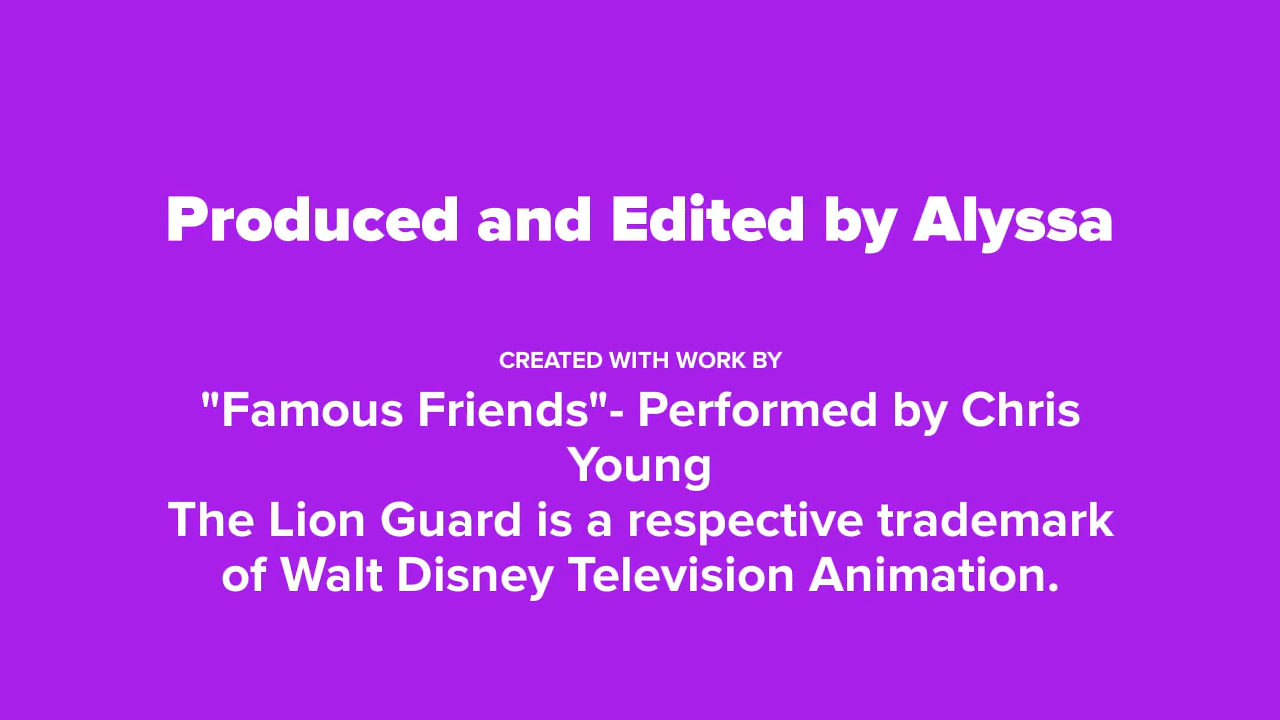 Produced and Edited by Alyssa
CREATED WITH WORK BY
"Famous Friends"- Performed by Chris
Young
The Lion Guard is a respective trademark
of Walt Disney Television Animation.